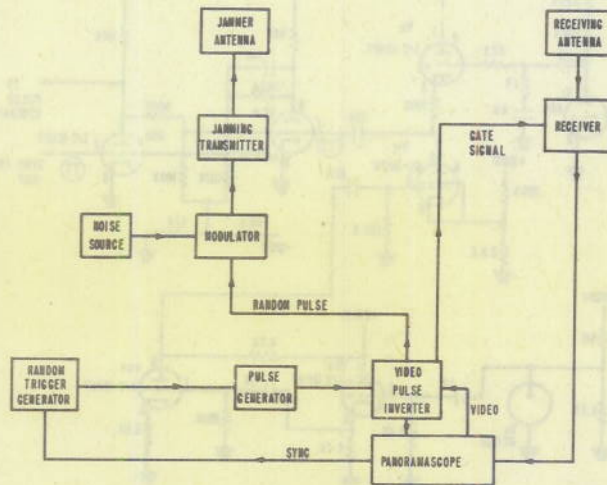 JAMMER
ANTENNA
RECEIVING
ANTENNA
JAMMING
TRANSMITTER
RECEIVER
GATE
SIGNAL
NOISE
SOURCE
MODULATOR
RANDOM PULSE
RANDOM
TRIGGER
GENERATOR
PULSE
GENERATOR
VIDEO
PULSE
INVERTER
VIDEO
SYNC
PANORAMASCOPE